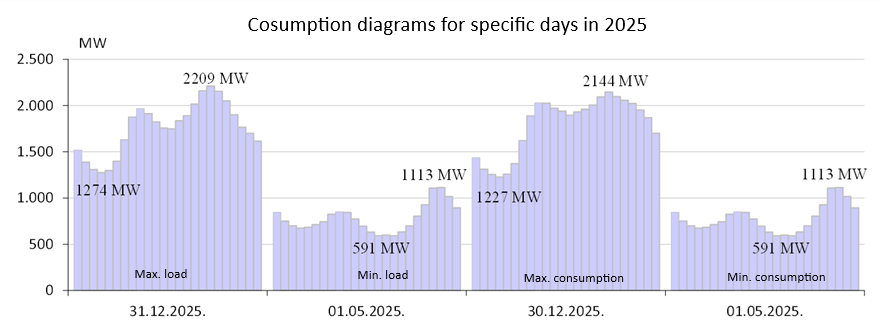 Cosumption diagrams for specific days in 2025
MW
2.500
2.000
1.500
1.000
500
0
2209 MW
1274 MW
Max. load
31.12.2025.
1113 MW
591 MW
Min. load
01.05.2025.
2144 MW
1227 MW
Max. consumption
30.12.2025.
1113 MW
591 MW
Min. consumption
01.05.2025.